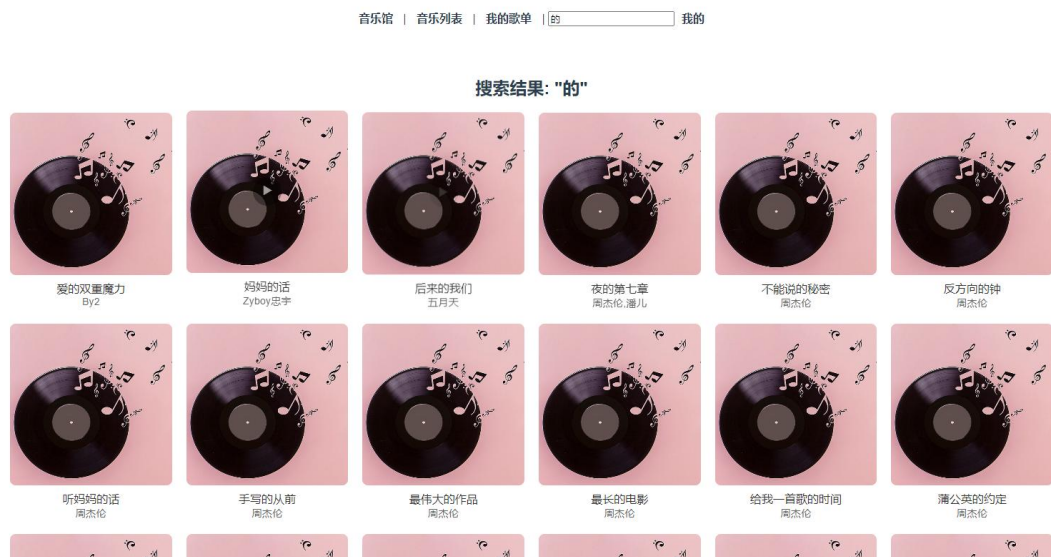 音乐馆 | 音乐列表 | 我的歌单 | 的 我的
搜索结果: "的"
爱的双重魔力 妈妈的话 后来的我们 夜的第七章 不能说的秘密 反方向的钟
By2 Zyboy忠宇 五月天 周杰伦,潘儿 周杰伦 周杰伦
听妈妈的话 手写的从前 最伟大的作品 最长的电影 给我一首歌的时间 蒲公英的约定
周杰伦 周杰伦 周杰伦 周杰伦 周杰伦 周杰伦